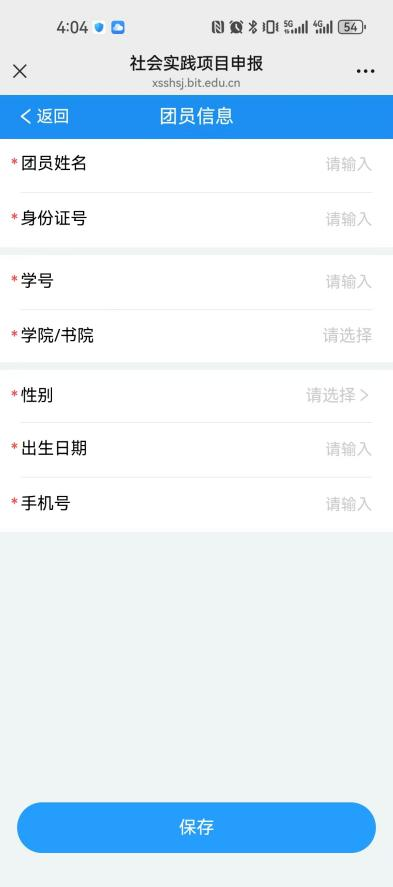 4:04 5G 4G 54
社会实践项目申报
xsshsj.bit.edu.cn
返回 团员信息
*团员姓名 请输入
*身份证号 请输入
*学号 请输入
*学院/书院 请选择
*性别 请选择
*出生日期 请输入
*手机号 请输入
保存